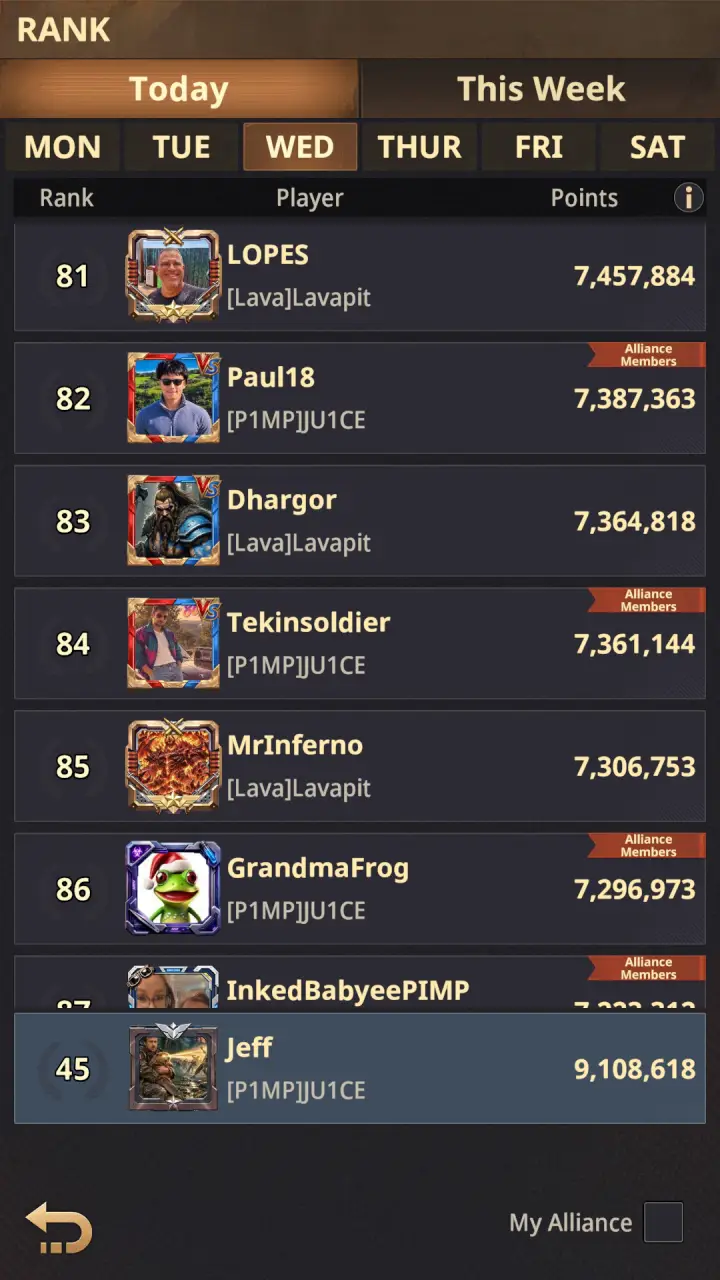 RANK
Today
This Week
MON
TUE
WED
THUR
FRI
SAT
Rank
Player
Points
i
81
LOPES
[Lava]Lavapit
7,457,884
Alliance
Members
82
Paul18
[P1MP]JU1CE
7,387,363
VS
83
Dhargor
[Lava]Lavapit
7,364,818
VS
Alliance
Members
84
Tekinsoldier
[P1MP]JU1CE
7,361,144
VS
85
MrInferno
[Lava]Lavapit
7,306,753
Alliance
Members
86
GrandmaFrog
[P1MP]JU1CE
7,296,973
Alliance
Members
InkedBabyeePIMP
45
Jeff
[P1MP]JU1CE
9,108,618
My Alliance